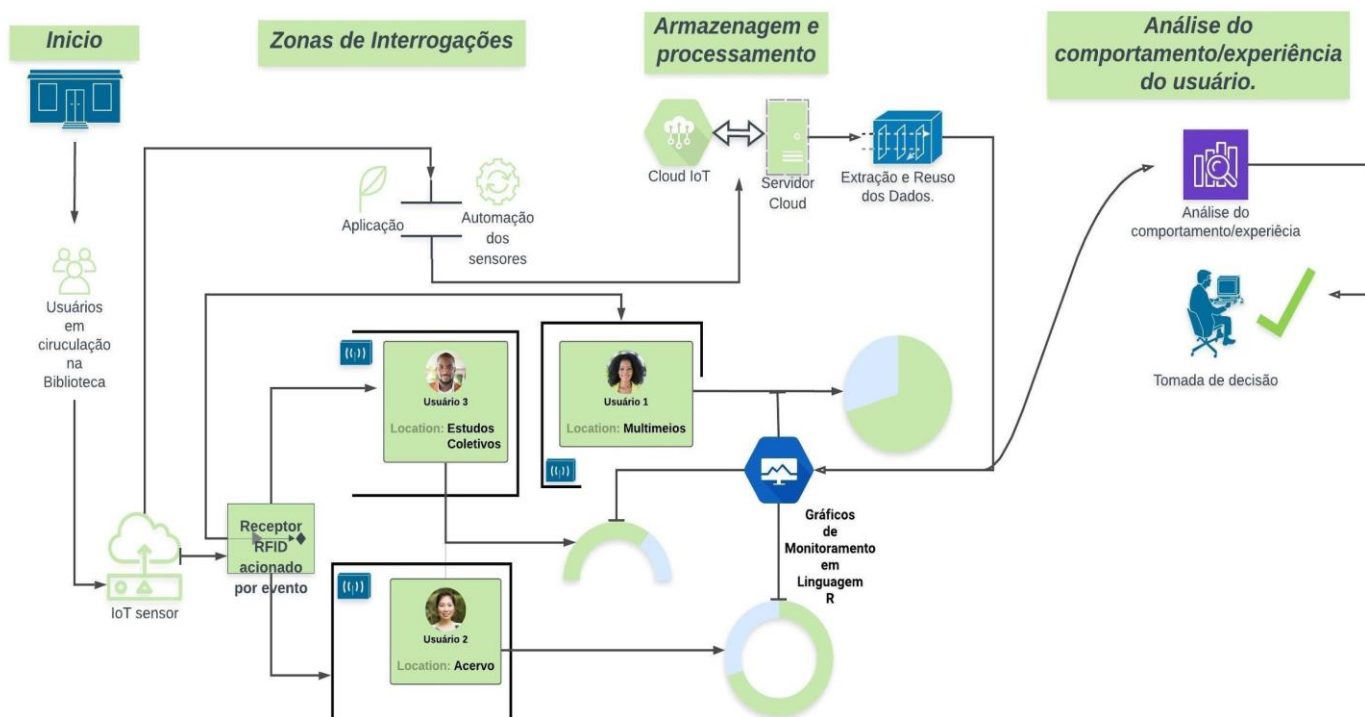 Inicio
Zonas de Interrogações
Armazenagem e
processamento
Análise do
comportamento/experiência
do usuário.
Usuários
em
ciruculação
na
Biblioteca
IoT sensor
Aplicação
Automação
dos
sensores
Cloud IoT
Servidor
Cloud
Extração e Reuso
dos Dados.
Análise do
comportamento/experiêcia
Tomada de decisão
Usuário 3
Location: Estudos
Coletivos
Usuário 1
Location: Multimeios
Receptor
RFID
acionado
por evento
Usuário 2
Location: Acervo
Gráficos
de
Monitoramento
em
Linguagem
R